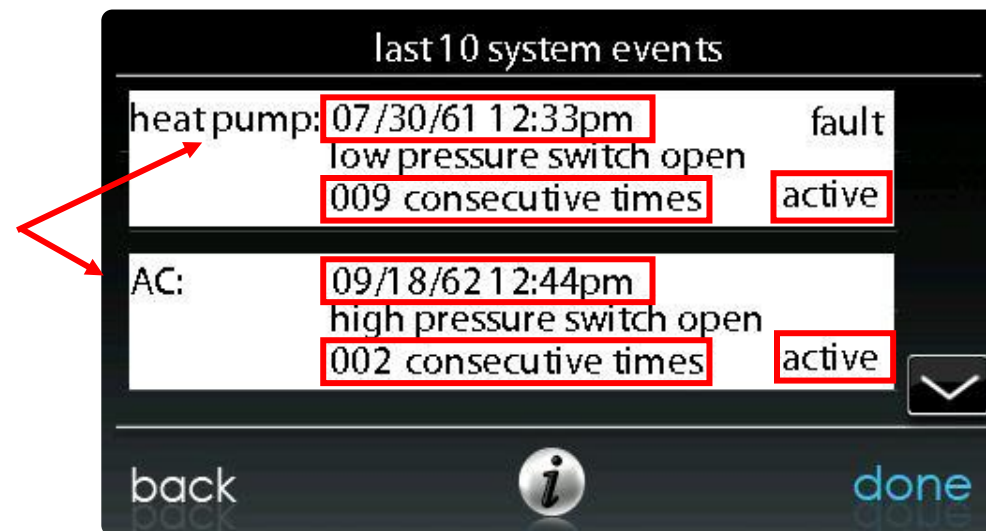 last 10 system events
heat pump: 07/30/61 12:33pm fault
low pressure switch open
009 consecutive times active
AC: 09/18/62 12:44pm
high pressure switch open
002 consecutive times active
back i done